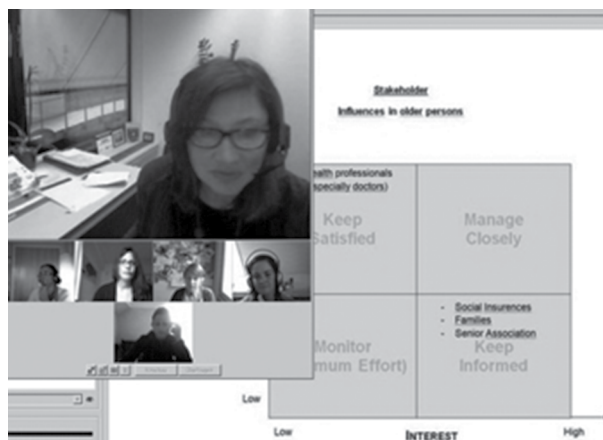 Stakeholder
Influences in older persons
ealth professionals
specially doctors)
Keep
Satisfied
Manage
Closely
- Social Insurences
- Families
- Senior Association
Monitor
mum Effort)
Keep
Informed
Low
Low
INTEREST
High